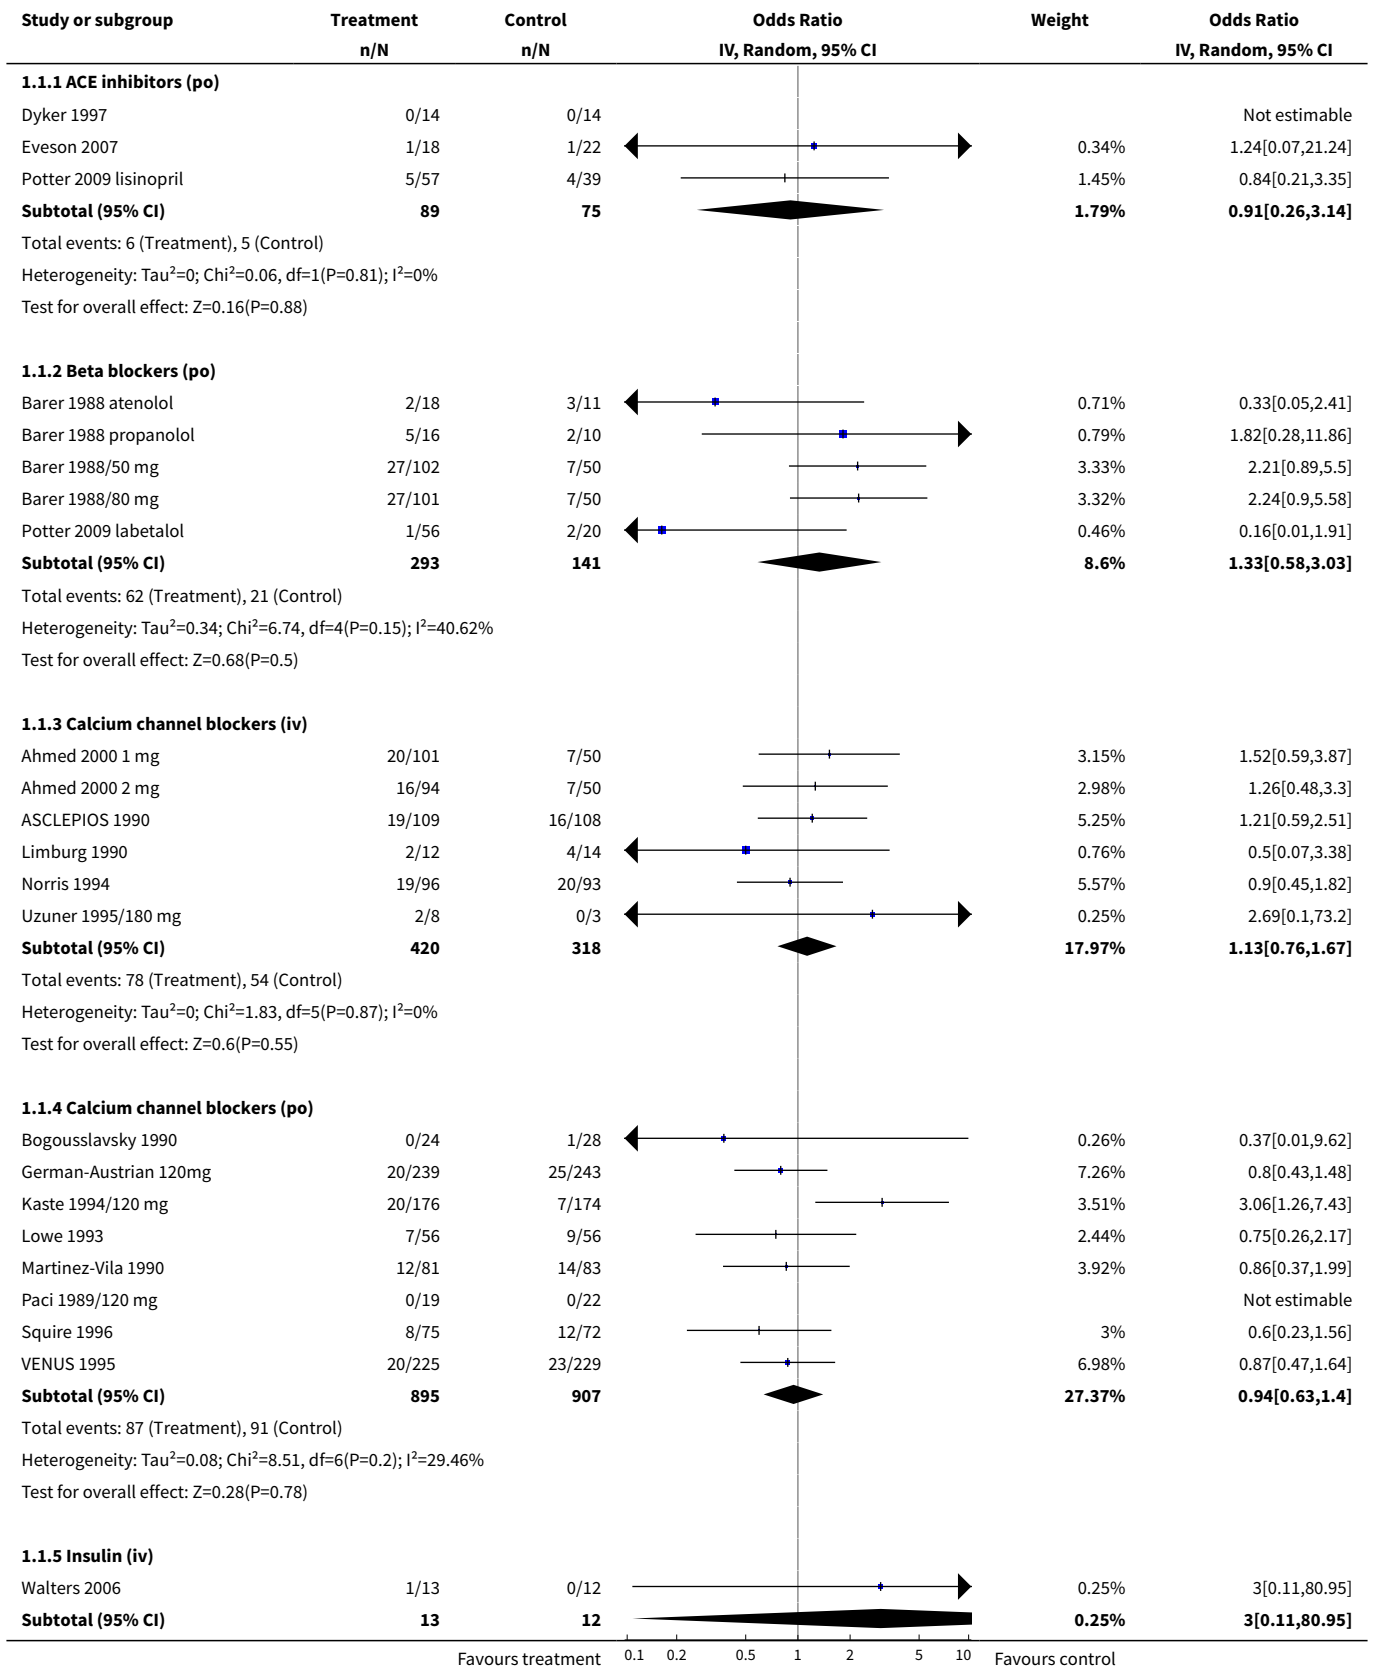 Study or subgroup Treatment Control Odds Ratio Weight Odds Ratio
n/N n/N IV, Random, 95% CI IV, Random, 95% CI
1.1.1 ACE inhibitors (po)
Dyker 1997 0/14 0/14 Not estimable
Eveson 2007 1/18 1/22 0.34% 1.24[0.07,21.24]
Potter 2009 lisinopril 5/57 4/39 1.45% 0.84[0.21,3.35]
Subtotal (95% CI) 89 75 1.79% 0.91[0.26,3.14]
Total events: 6 (Treatment), 5 (Control)
Heterogeneity: Tau²=0; Chi²=0.06, df=1(P=0.81); I²=0%
Test for overall effect: Z=0.16(P=0.88)
1.1.2 Beta blockers (po)
Barer 1988 atenolol 2/18 3/11 0.71% 0.33[0.05,2.41]
Barer 1988 propanolol 5/16 2/10 0.79% 1.82[0.28,11.86]
Barer 1988/50 mg 27/102 7/50 3.33% 2.21[0.89,5.5]
Barer 1988/80 mg 27/101 7/50 3.32% 2.24[0.9,5.58]
Potter 2009 labetalol 1/56 2/20 0.46% 0.16[0.01,1.91]
Subtotal (95% CI) 293 141 8.6% 1.33[0.58,3.03]
Total events: 62 (Treatment), 21 (Control)
Heterogeneity: Tau²=0.34; Chi²=6.74, df=4(P=0.15); I²=40.62%
Test for overall effect: Z=0.68(P=0.5)
1.1.3 Calcium channel blockers (iv)
Ahmed 2000 1 mg 20/101 7/50 3.15% 1.52[0.59,3.87]
Ahmed 2000 2 mg 16/94 7/50 2.98% 1.26[0.48,3.3]
ASCLEPIOS 1990 19/109 16/108 5.25% 1.21[0.59,2.51]
Limburg 1990 2/12 4/14 0.76% 0.5[0.07,3.38]
Norris 1994 19/96 20/93 5.57% 0.9[0.45,1.82]
Uzuner 1995/180 mg 2/8 0/3 0.25% 2.69[0.1,73.2]
Subtotal (95% CI) 420 318 17.97% 1.13[0.76,1.67]
Total events: 78 (Treatment), 54 (Control)
Heterogeneity: Tau²=0; Chi²=1.83, df=5(P=0.87); I²=0%
Test for overall effect: Z=0.6(P=0.55)
1.1.4 Calcium channel blockers (po)
Bogousslavsky 1990 0/24 1/28 0.26% 0.37[0.01,9.62]
German-Austrian 120mg 20/239 25/243 7.26% 0.8[0.43,1.48]
Kaste 1994/120 mg 20/176 7/174 3.51% 3.06[1.26,7.43]
Lowe 1993 7/56 9/56 2.44% 0.75[0.26,2.17]
Martinez-Vila 1990 12/81 14/83 3.92% 0.86[0.37,1.99]
Paci 1989/120 mg 0/19 0/22 Not estimable
Squire 1996 8/75 12/72 3% 0.6[0.23,1.56]
VENUS 1995 20/225 23/229 6.98% 0.87[0.47,1.64]
Subtotal (95% CI) 895 907 27.37% 0.94[0.63,1.4]
Total events: 87 (Treatment), 91 (Control)
Heterogeneity: Tau²=0.08; Chi²=8.51, df=6(P=0.2); I²=29.46%
Test for overall effect: Z=0.28(P=0.78)
1.1.5 Insulin (iv)
Walters 2006 1/13 0/12 0.25% 3[0.11,80.95]
Subtotal (95% CI) 13 12 0.25% 3[0.11,80.95]
Favours treatment 0.1 0.2 0.5 1 2 5 10 Favours control